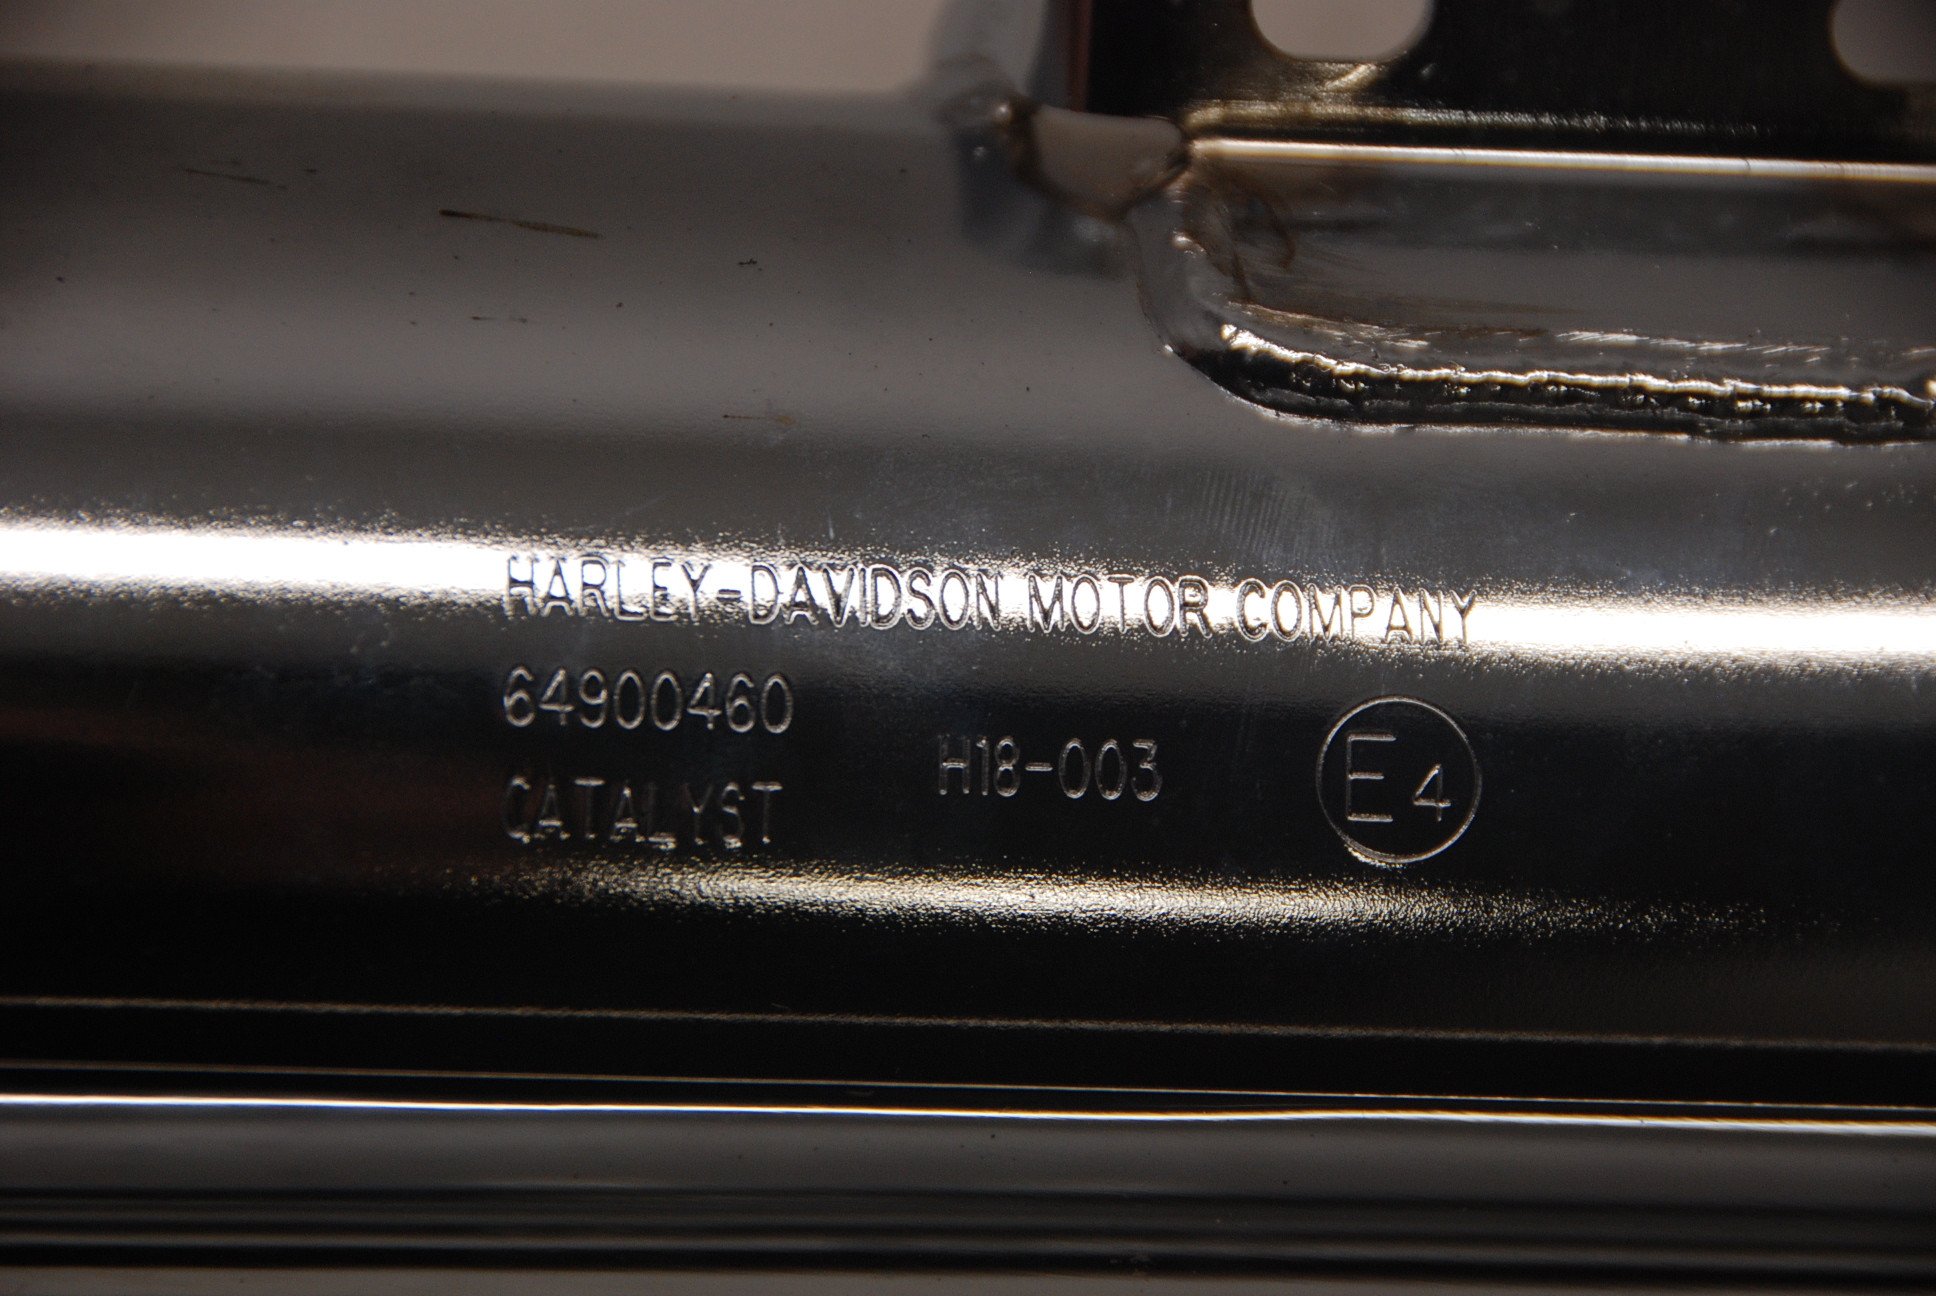 HARLEY-DAVIDSON MOTOR COMPANY
64900460
CATALYST
H18-003
E4